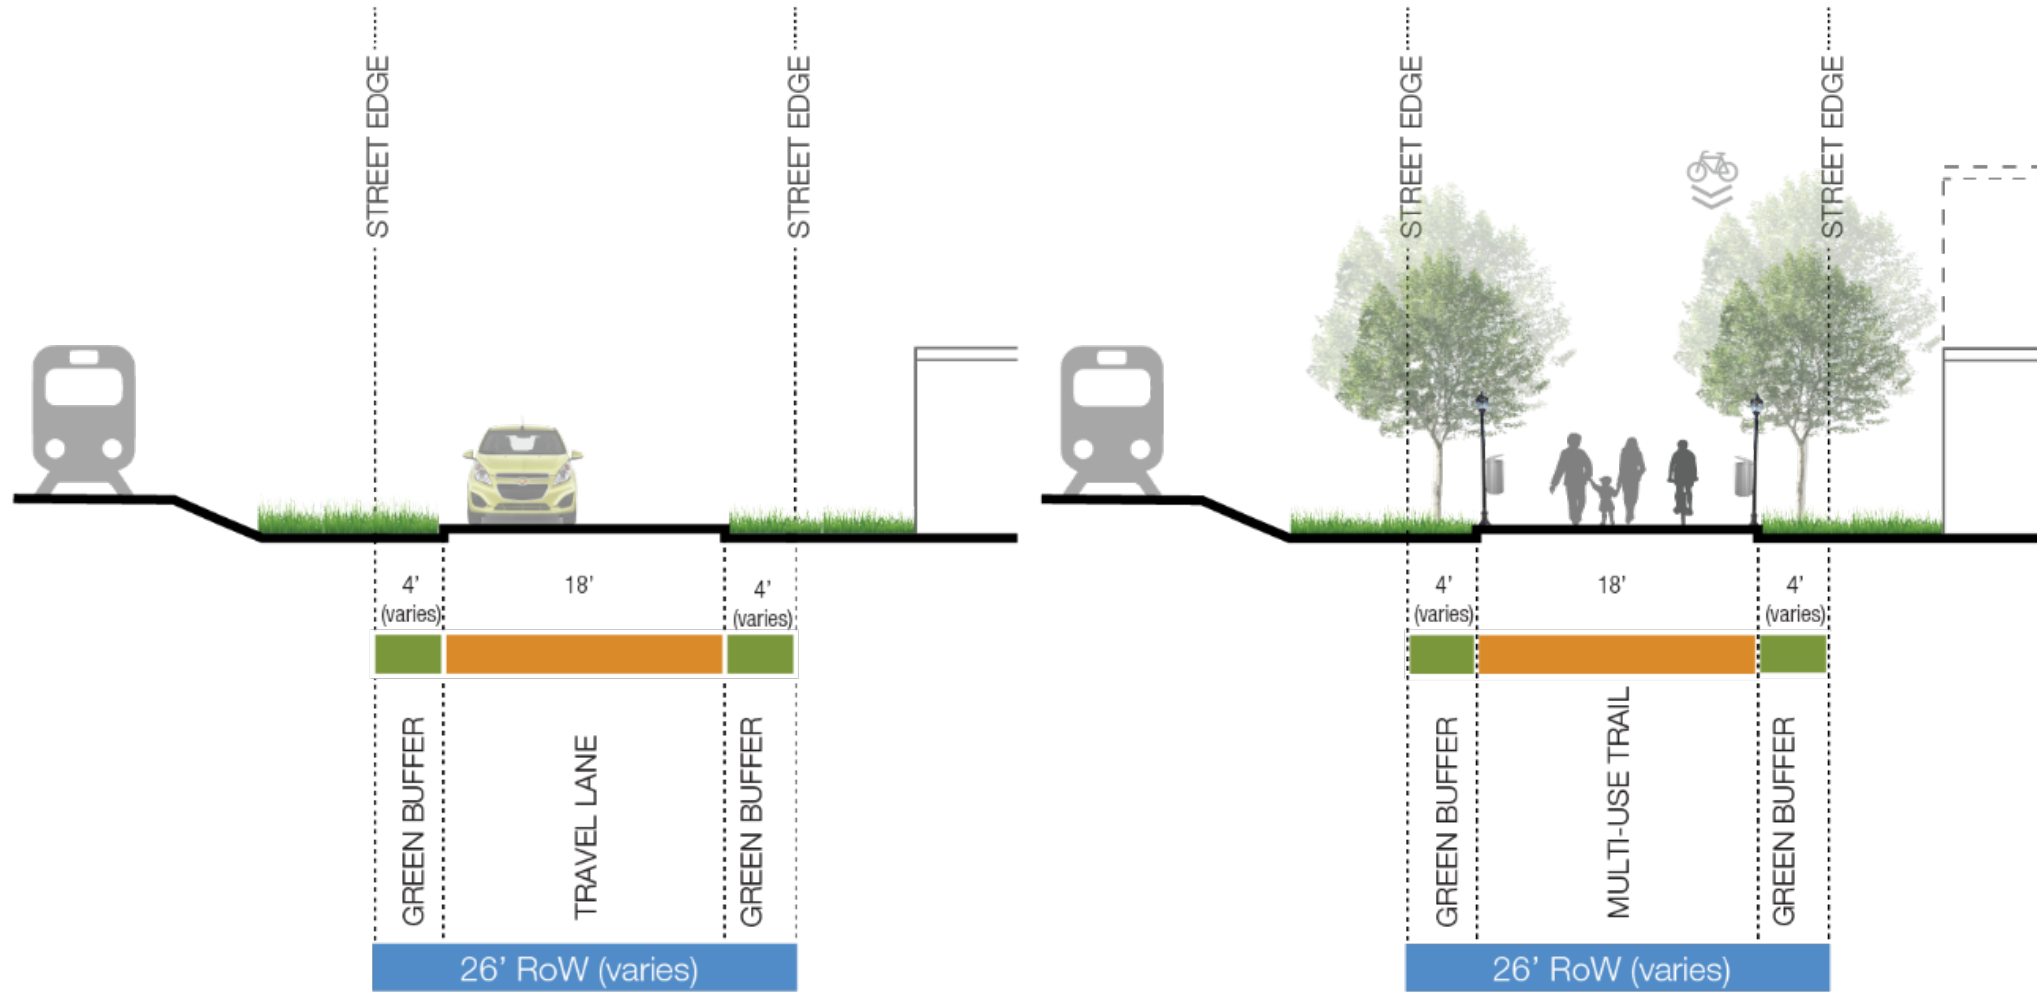 STREET EDGE
STREET EDGE
4’
(varies)
18’
4’
(varies)
GREEN BUFFER
TRAVEL LANE
GREEN BUFFER
26’ RoW (varies)
STREET EDGE
STREET EDGE
4’
(varies)
18’
4’
(varies)
GREEN BUFFER
MULTI-USE TRAIL
GREEN BUFFER
26’ RoW (varies)